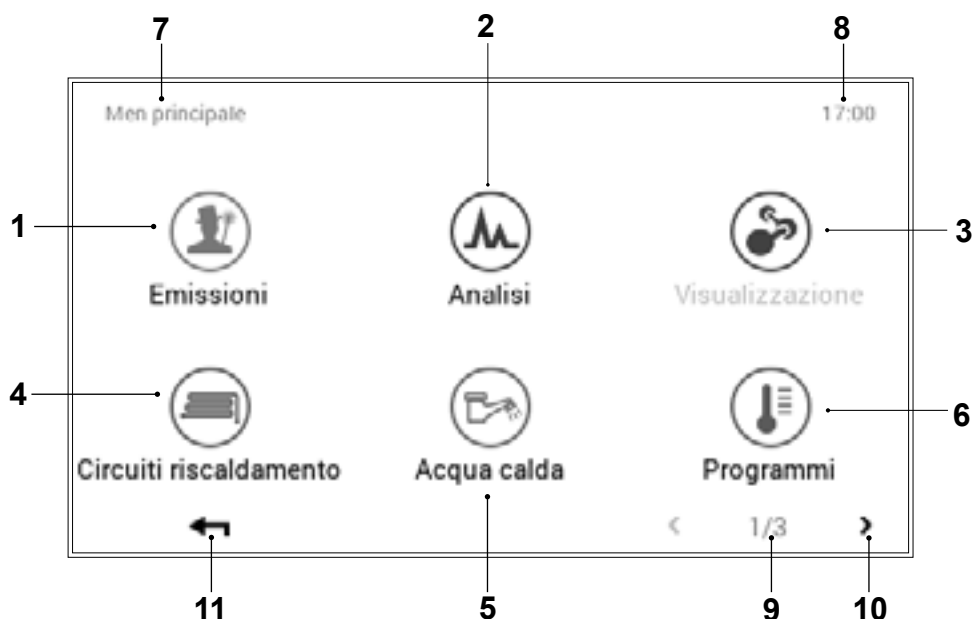 7 2 8
Men principale 17:00
1 3
Emissioni Analisi Visualizzazione
4 6
Circuiti riscaldamento Acqua calda Programmi
< 1/3 >
11 5 9 10